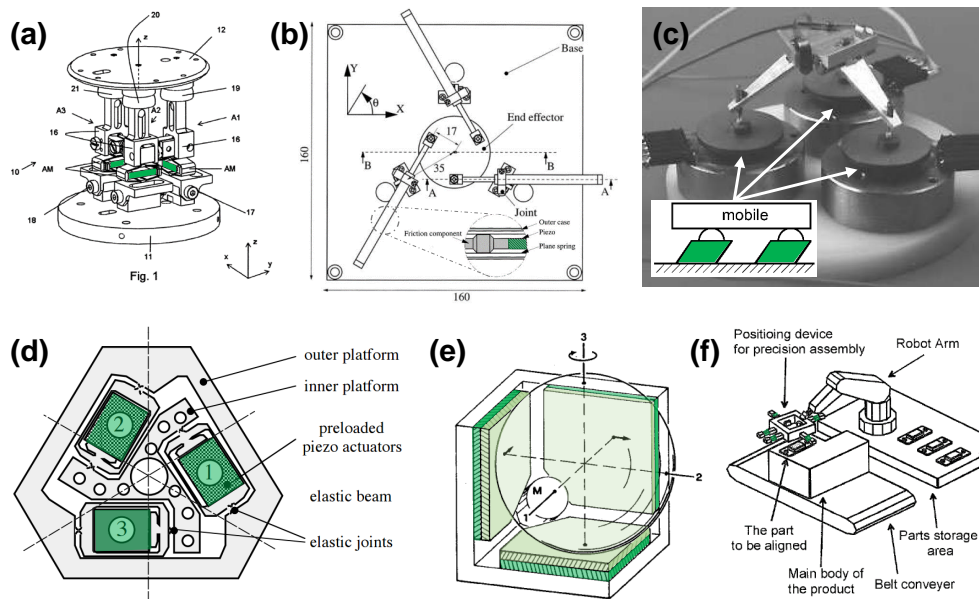 (a)
20
z
12
21
19
A3
A2
A1
16
16
10
AM
AM
18
17
11
Fig. 1
z
x
y
(b)
Base
Y
θ
X
17
End effector
B
B
35
A
A
160
Joint
Outer case
Piezo
Friction component
Plane spring
160
(c)
mobile
(d)
outer platform
inner platform
2
preloaded
piezo actuators
1
elastic beam
3
elastic joints
(e)
3
2
M
1
(f)
Positioing device
for precision assembly
Robot Arm
The part
to be aligned
Main body of
the product
Parts storage
area
Belt conveyer